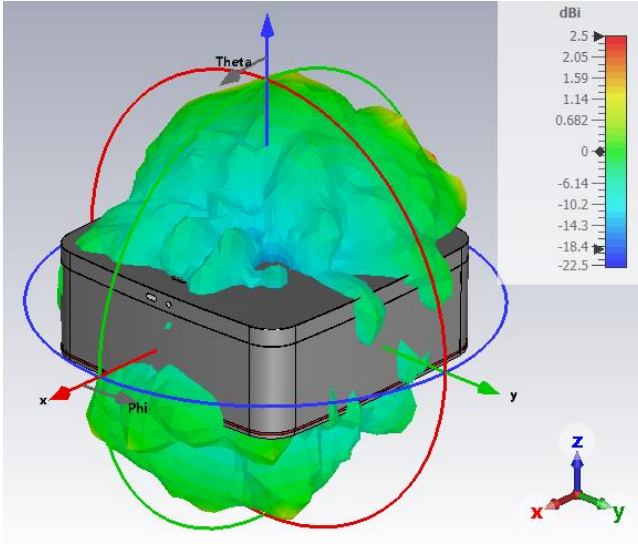 dBi
2.5
2.05
1.59
1.14
0.682
0
-6.14
-10.2
-14.3
-18.4
-22.5
Theta
x
Phi
y
z
x
y